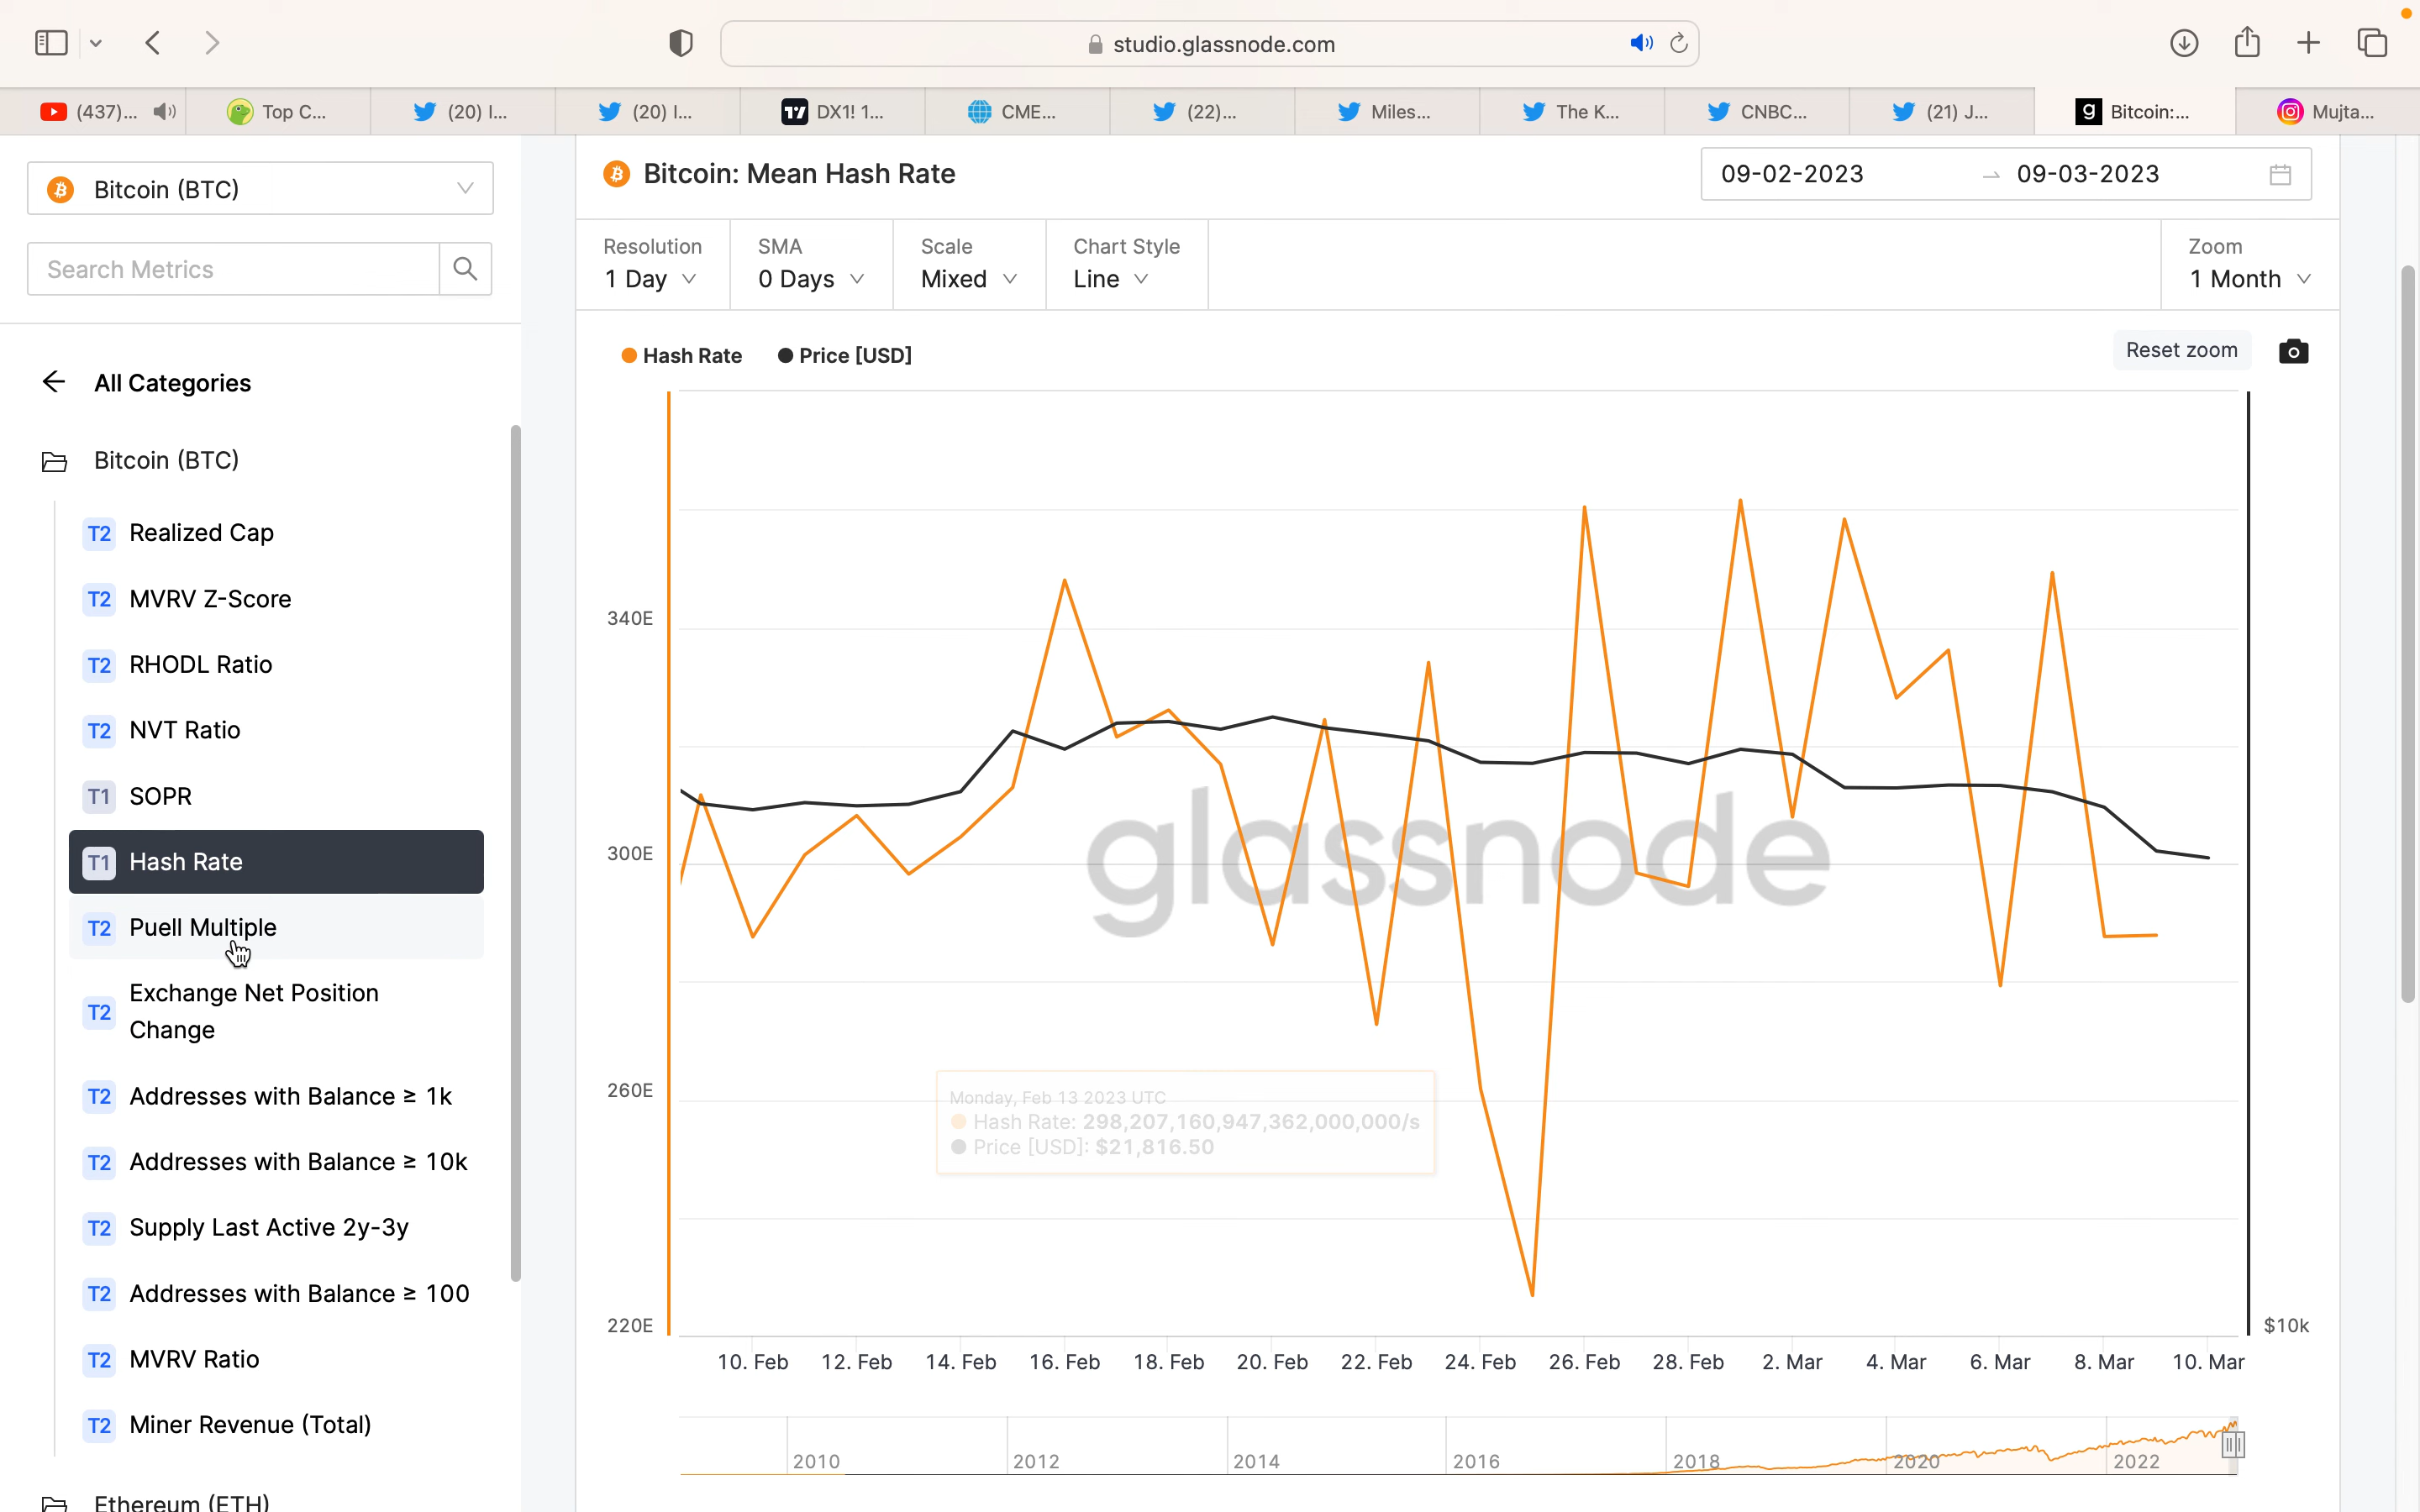 studio.glassnode.com
(437)...
Top C...
(20) I...
(20) I...
DX1! 1...
CME...
(22)...
Miles...
The K...
CNBC...
(21) J...
g
Bitcoin:...
Mujta...
Bitcoin (BTC)
Search Metrics
All Categories
Bitcoin (BTC)
T2 Realized Cap
T2 MVRV Z-Score
T2 RHODL Ratio
T2 NVT Ratio
T1 SOPR
T1 Hash Rate
T2 Puell Multiple
T2 Exchange Net Position
Change
T2 Addresses with Balance ≥ 1k
T2 Addresses with Balance ≥ 10k
T2 Supply Last Active 2y-3y
T2 Addresses with Balance ≥ 100
T2 MVRV Ratio
T2 Miner Revenue (Total)
Ethereum (ETH)
Bitcoin: Mean Hash Rate
09-02-2023 → 09-03-2023
Resolution
1 Day
SMA
0 Days
Scale
Mixed
Chart Style
Line
Zoom
1 Month
Hash Rate
Price [USD]
Reset zoom
340E
300E
260E
220E
$10k
glassnode
Monday, Feb 13 2023 UTC
Hash Rate: 298,207,160,947,362,000,000/s
Price [USD]: $21,816.50
10. Feb 12. Feb 14. Feb 16. Feb 18. Feb 20. Feb 22. Feb 24. Feb 26. Feb 28. Feb 2. Mar 4. Mar 6. Mar 8. Mar 10. Mar
2010 2012 2014 2016 2018 2020 2022